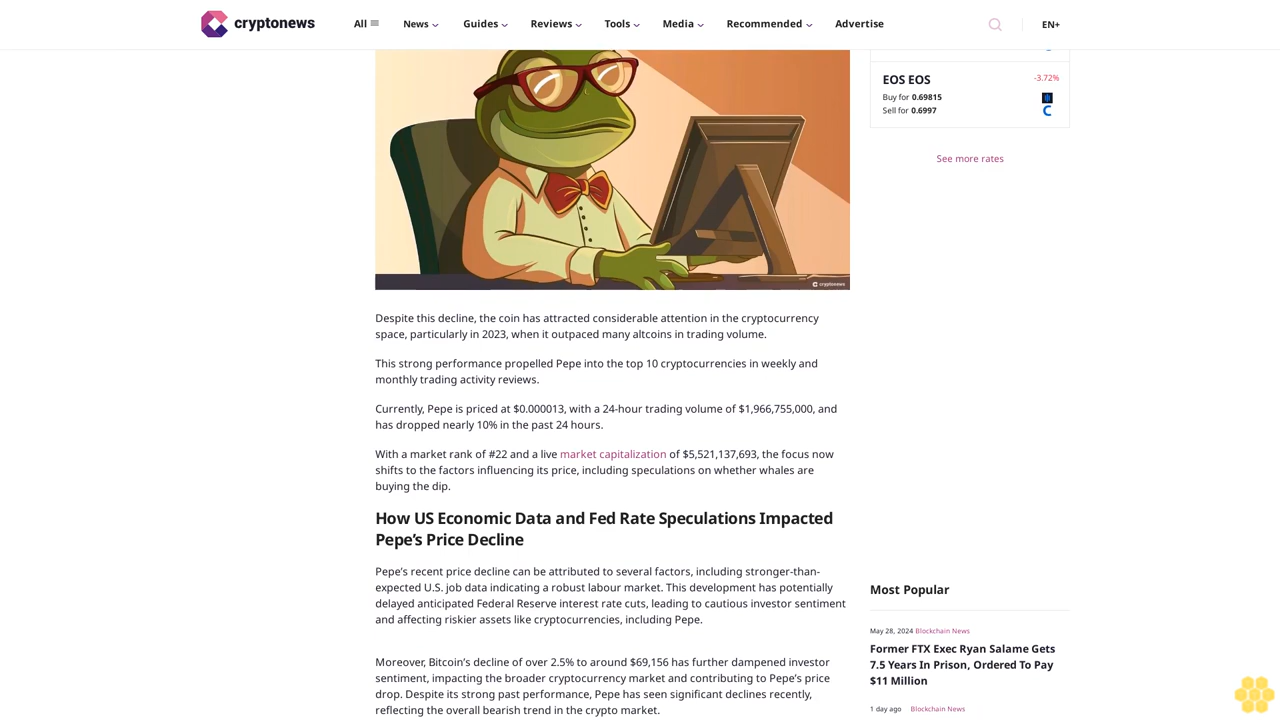 cryptonews
All
News
Guides
Reviews
Tools
Media
Recommended
Advertise
EN+
EOS EOS
-3.72%
Buy for 0.69815
Sell for 0.6997
See more rates
cryptonews
Despite this decline, the coin has attracted considerable attention in the cryptocurrency
space, particularly in 2023, when it outpaced many altcoins in trading volume.
This strong performance propelled Pepe into the top 10 cryptocurrencies in weekly and
monthly trading activity reviews.
Currently, Pepe is priced at $0.000013, with a 24-hour trading volume of $1,966,755,000, and
has dropped nearly 10% in the past 24 hours.
With a market rank of #22 and a live market capitalization of $5,521,137,693, the focus now
shifts to the factors influencing its price, including speculations on whether whales are
buying the dip.
How US Economic Data and Fed Rate Speculations Impacted
Pepe’s Price Decline
Pepe’s recent price decline can be attributed to several factors, including stronger-than-
expected U.S. job data indicating a robust labour market. This development has potentially
delayed anticipated Federal Reserve interest rate cuts, leading to cautious investor sentiment
and affecting riskier assets like cryptocurrencies, including Pepe.
Moreover, Bitcoin’s decline of over 2.5% to around $69,156 has further dampened investor
sentiment, impacting the broader cryptocurrency market and contributing to Pepe’s price
drop. Despite its strong past performance, Pepe has seen significant declines recently,
reflecting the overall bearish trend in the crypto market.
Most Popular
May 28, 2024 Blockchain News
Former FTX Exec Ryan Salame Gets
7.5 Years In Prison, Ordered To Pay
$11 Million
1 day ago Blockchain News